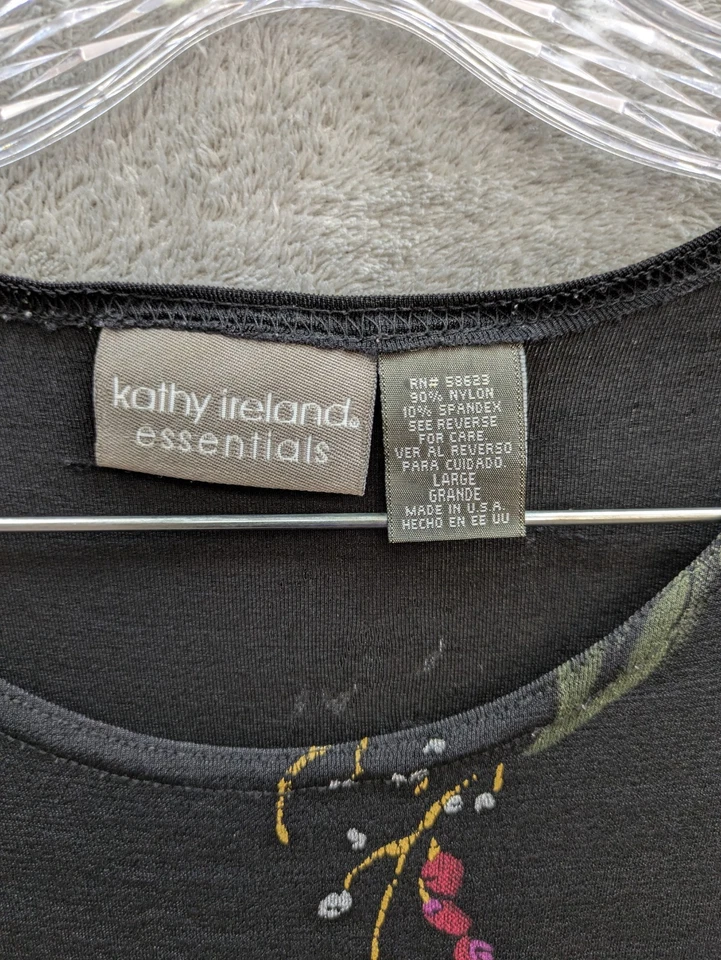 kathy ireland®
essentials
RN# 58623
90% NYLON
10% SPANDEX
SEE REVERSE
FOR CARE.
VER AL REVERSO
PARA CUIDADO.
LARGE
GRANDE
MADE IN U.S.A.
HECHO EN EE UU